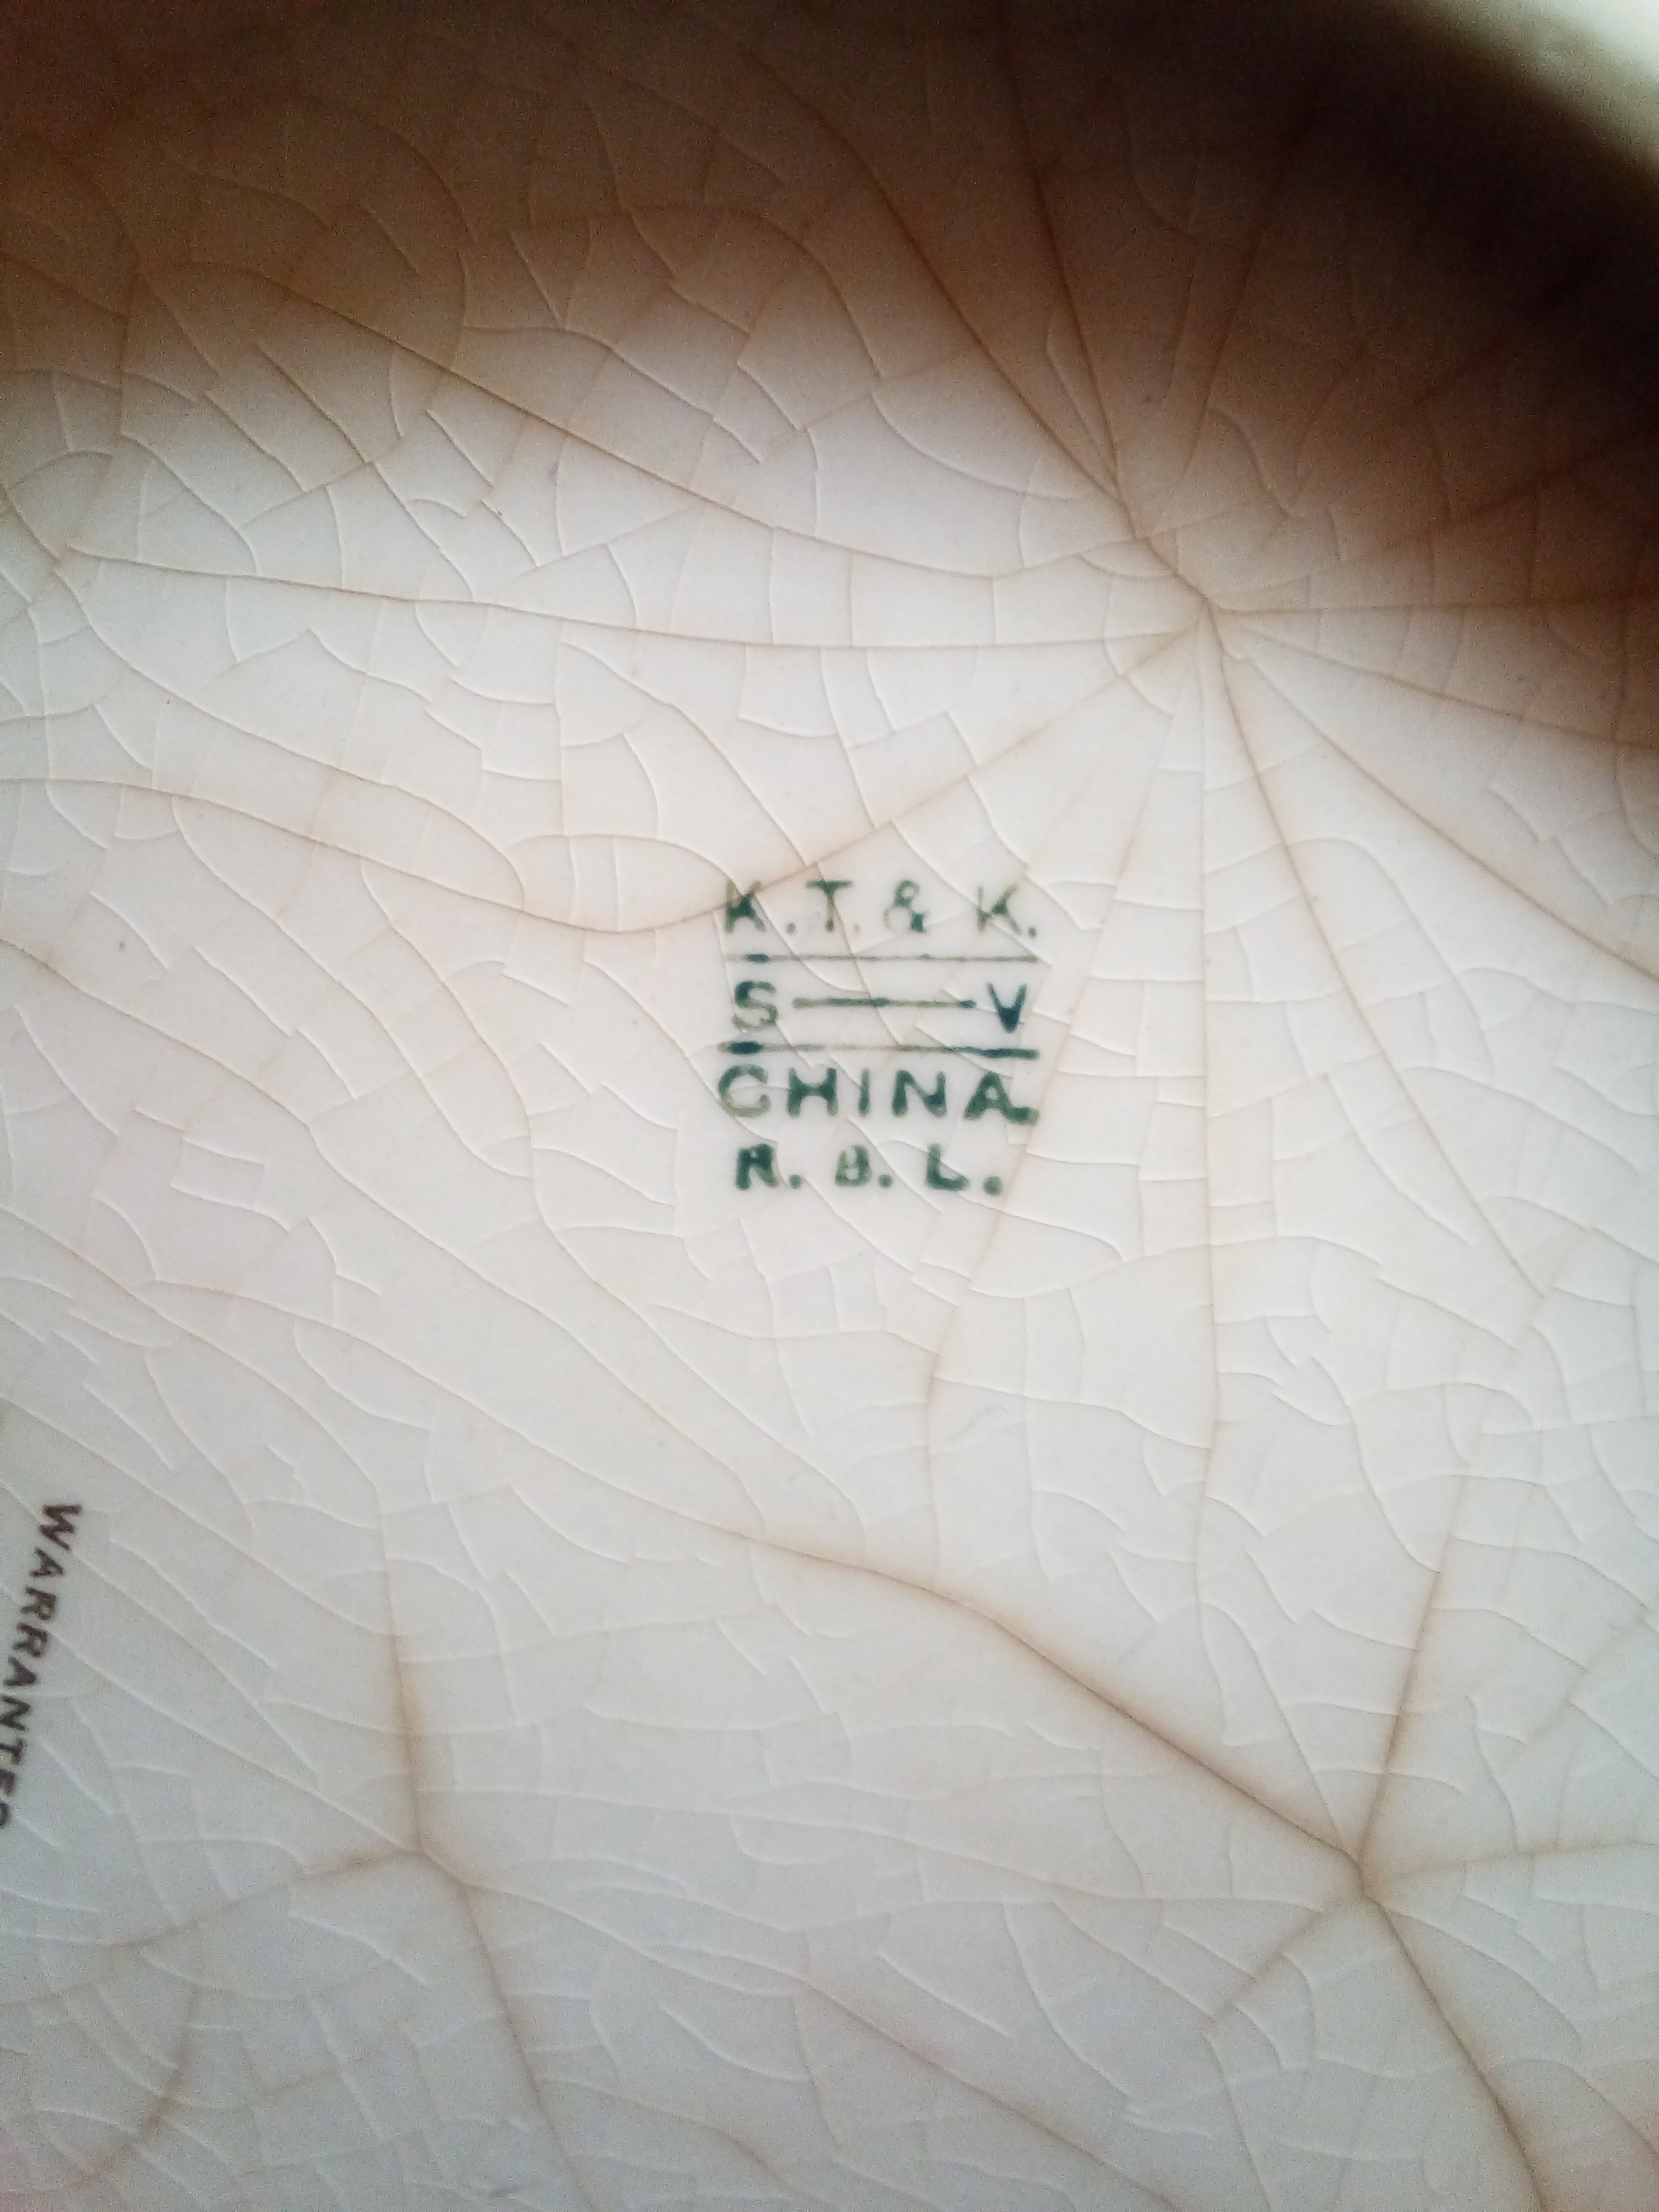 K. T. & K.
S — V
CHINA
R. B. L.
WARRANTED